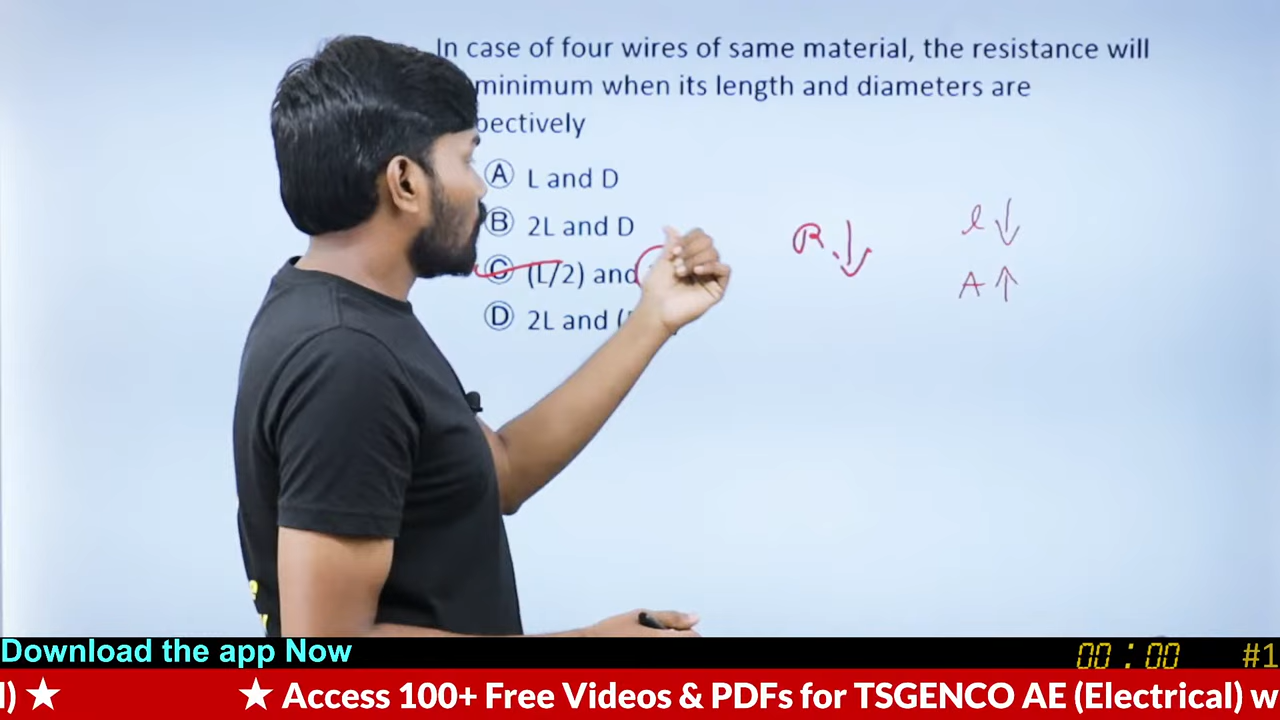 In case of four wires of same material, the resistance will
minimum when its length and diameters are
pectively
Ⓐ L and D
Ⓑ 2L and D
Ⓒ (L/2) and
Ⓓ 2L and (
R ↓
l ↓
A ↑
Download the app Now
00 : 00 #1
l) ★ ★ Access 100+ Free Videos & PDFs for TSGENCO AE (Electrical) w